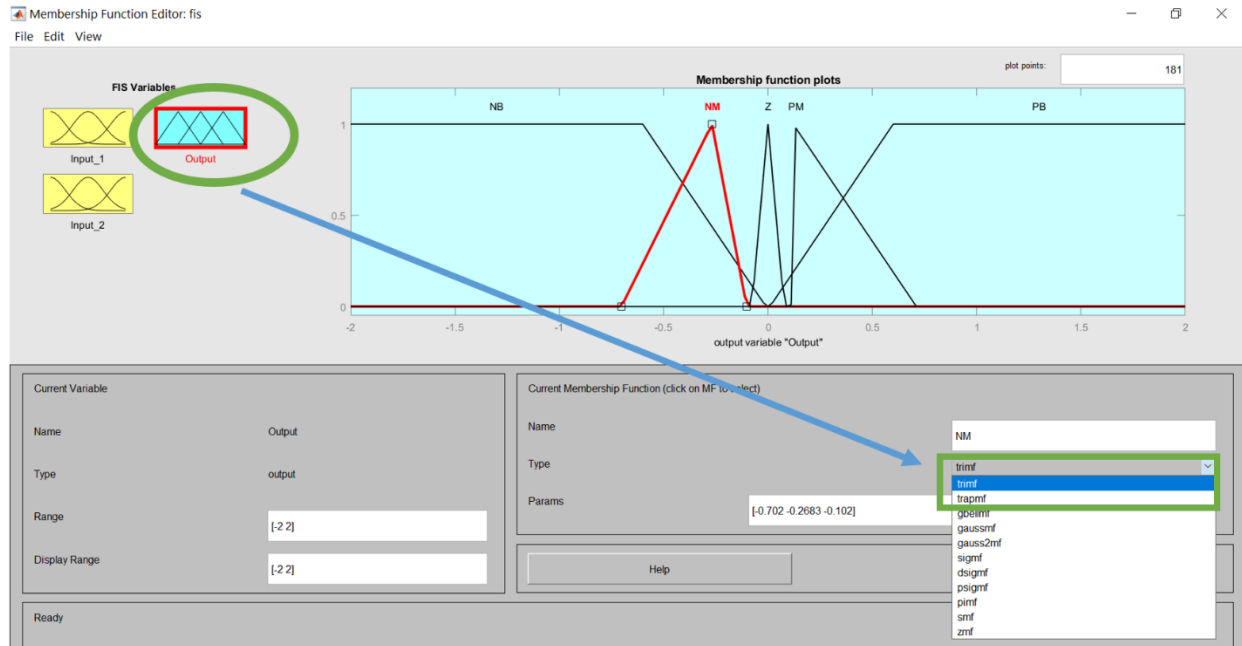 Membership Function Editor: fis
File Edit View
FIS Variables
Input_1
Output
Input_2
plot points:
181
Membership function plots
NB
NM
Z
PM
PB
1
0.5
0
-2
-1.5
-1
-0.5
0
0.5
1
1.5
2
output variable "Output"
Current Variable
Name
Output
Type
output
Range
[-2 2]
Display Range
[-2 2]
Current Membership Function (click on MF to select)
Name
NM
Type
trimf
Params
[-0.702 -0.2683 -0.102]
trimf
trapmf
gbellmf
gaussmf
gauss2mf
sigmf
dsigmf
psigmf
pimf
smf
zmf
Help
Ready